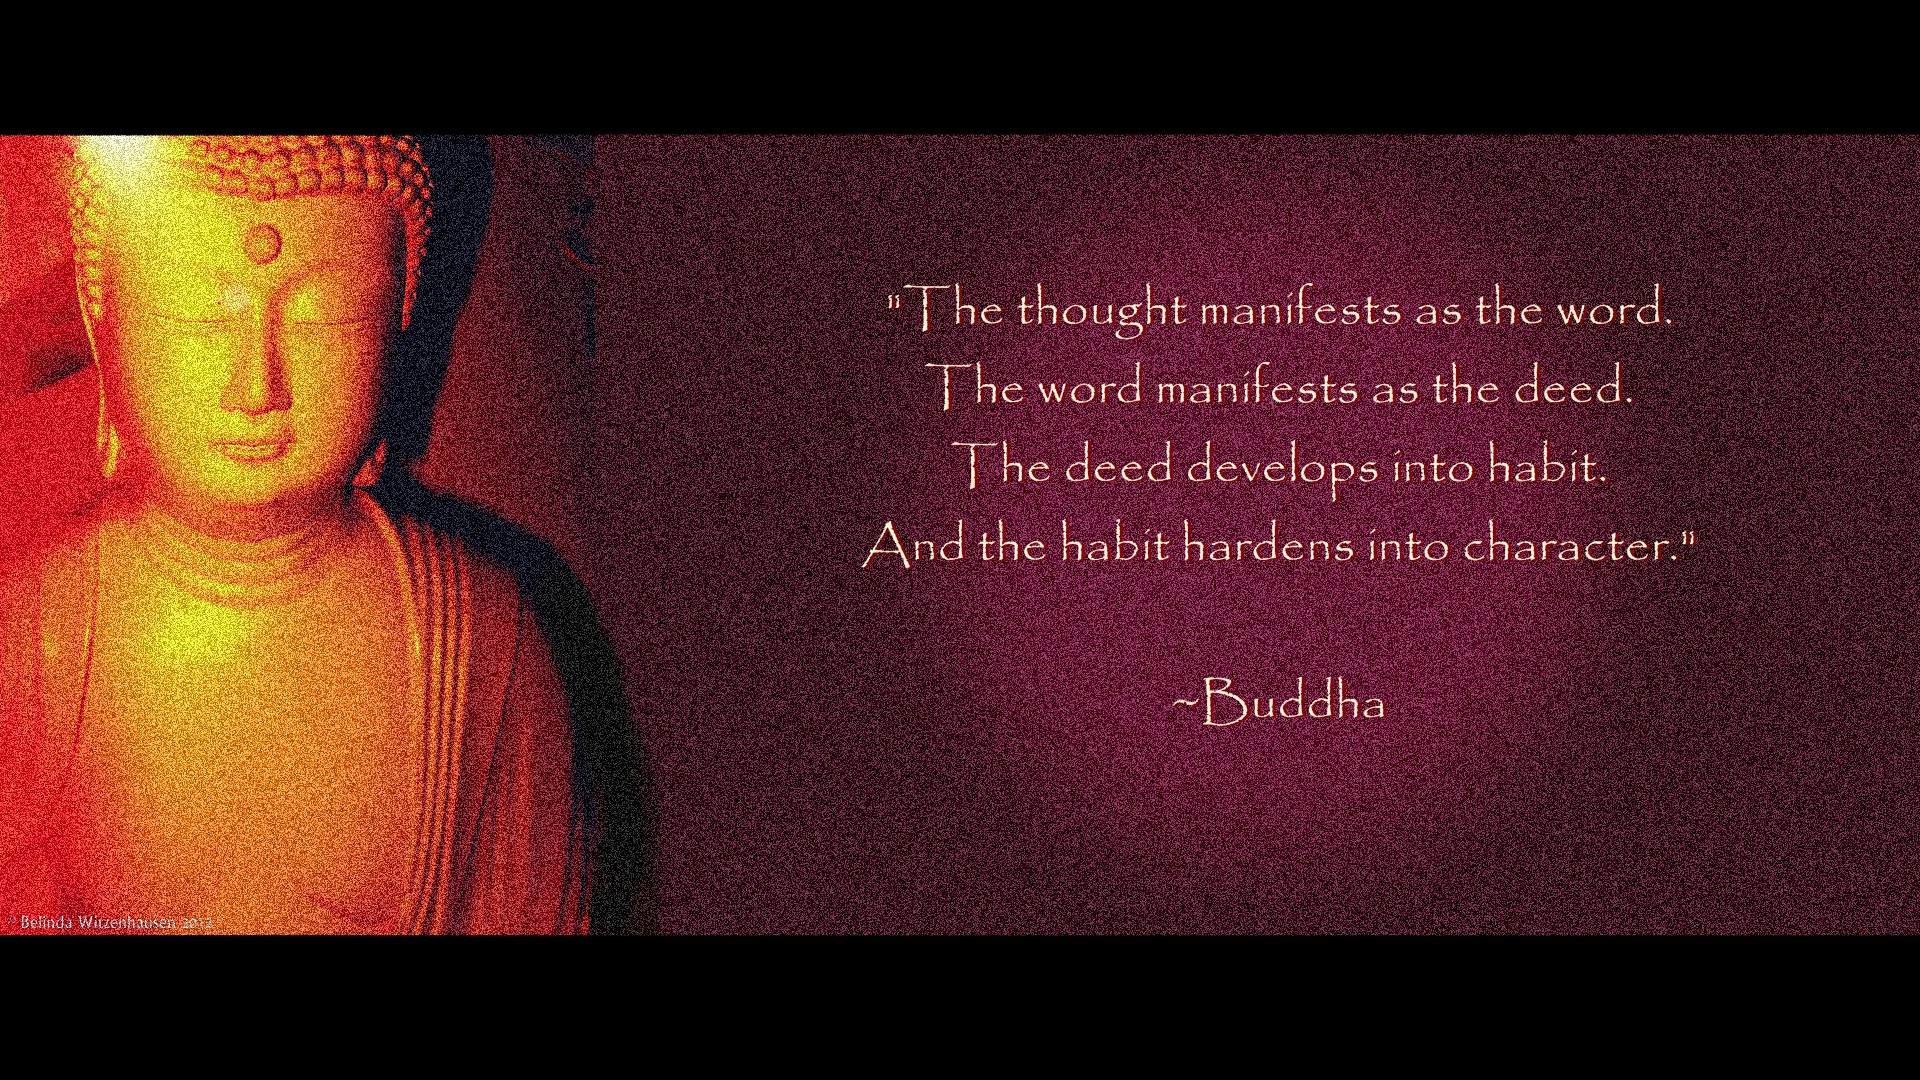 "The thought manifests as the word.
The word manifests as the deed.
The deed develops into habit.
And the habit hardens into character."
~Buddha
© Belinda Witzenhausen 2012